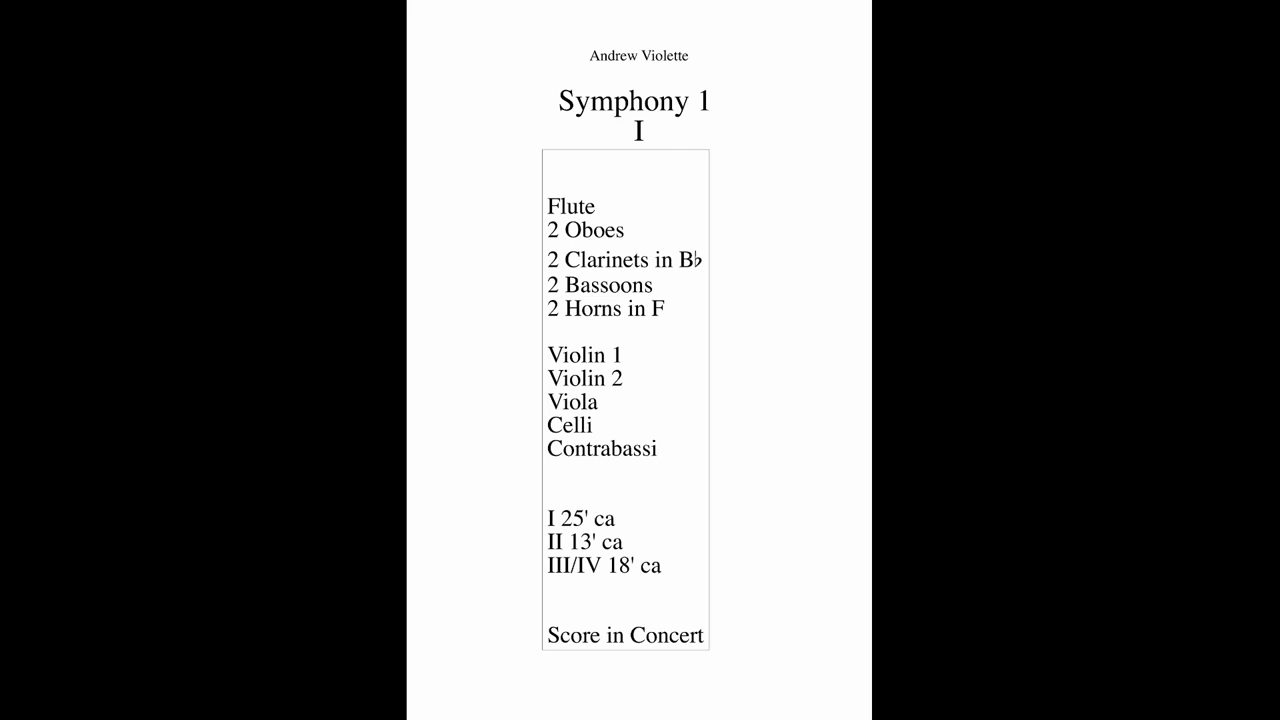 Andrew Violette
Symphony 1
I
Flute
2 Oboes
2 Clarinets in B♭
2 Bassoons
2 Horns in F
Violin 1
Violin 2
Viola
Celli
Contrabassi
I 25' ca
II 13' ca
III/IV 18' ca
Score in Concert